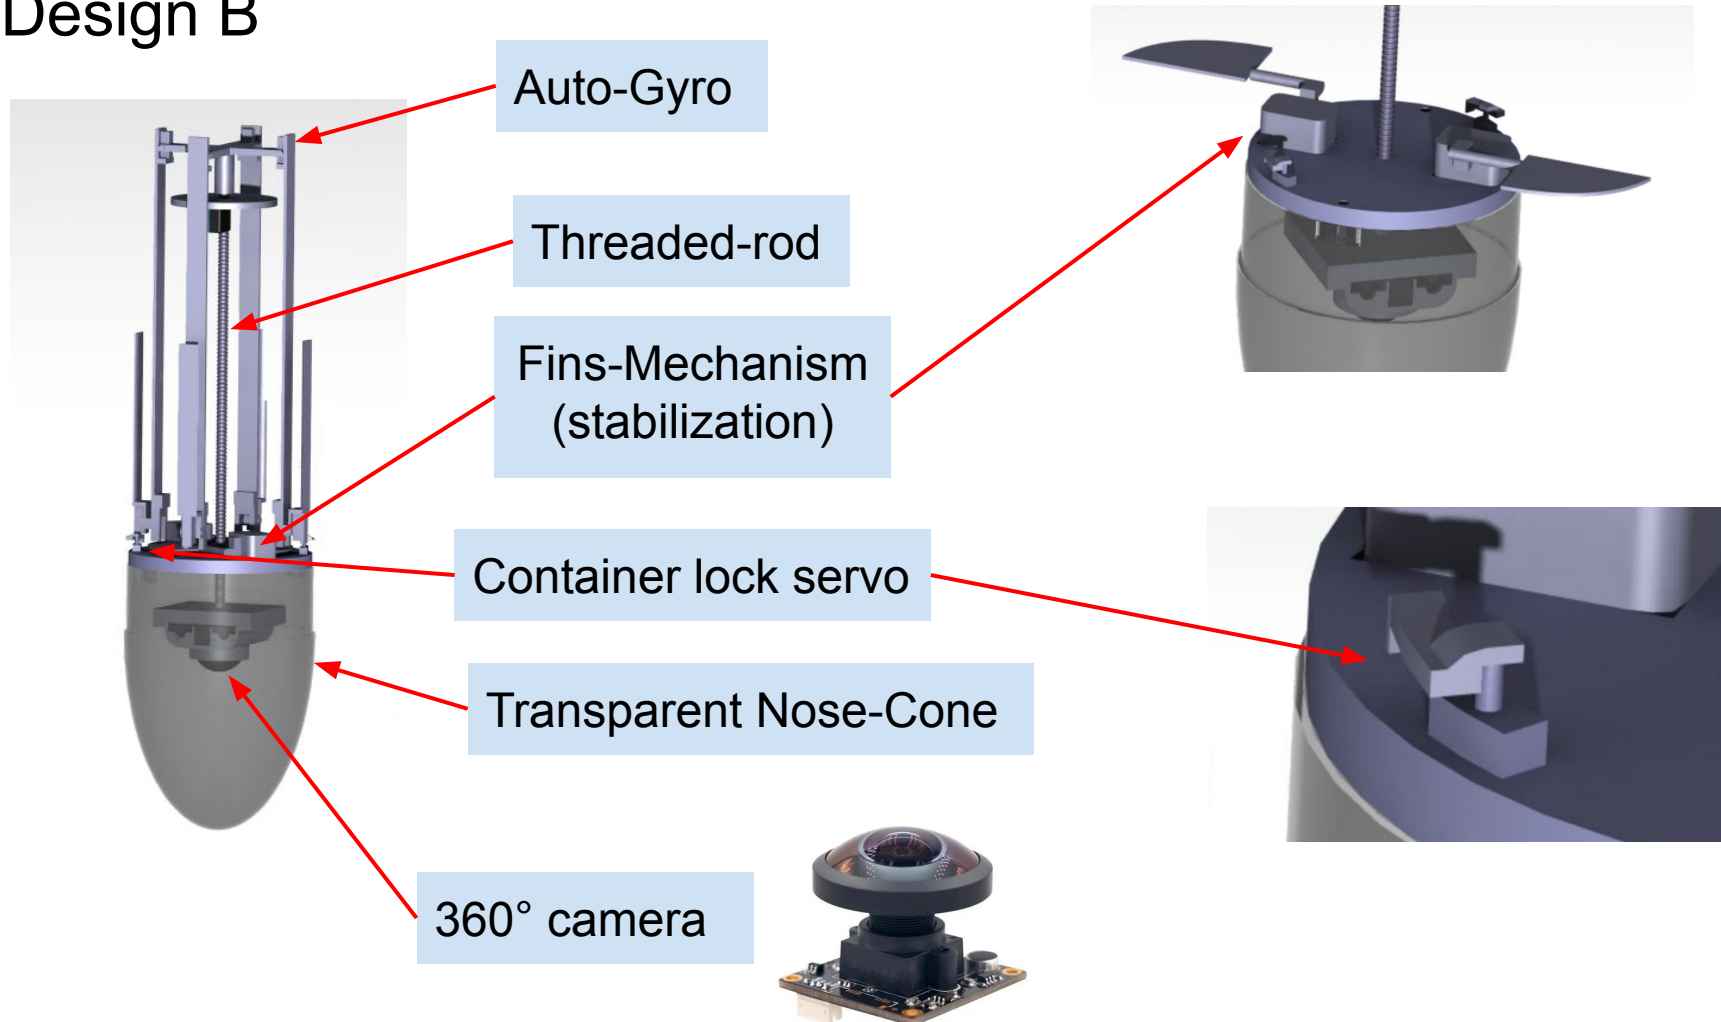 Design B
Auto-Gyro
Threaded-rod
Fins-Mechanism
(stabilization)
Container lock servo
Transparent Nose-Cone
360° camera